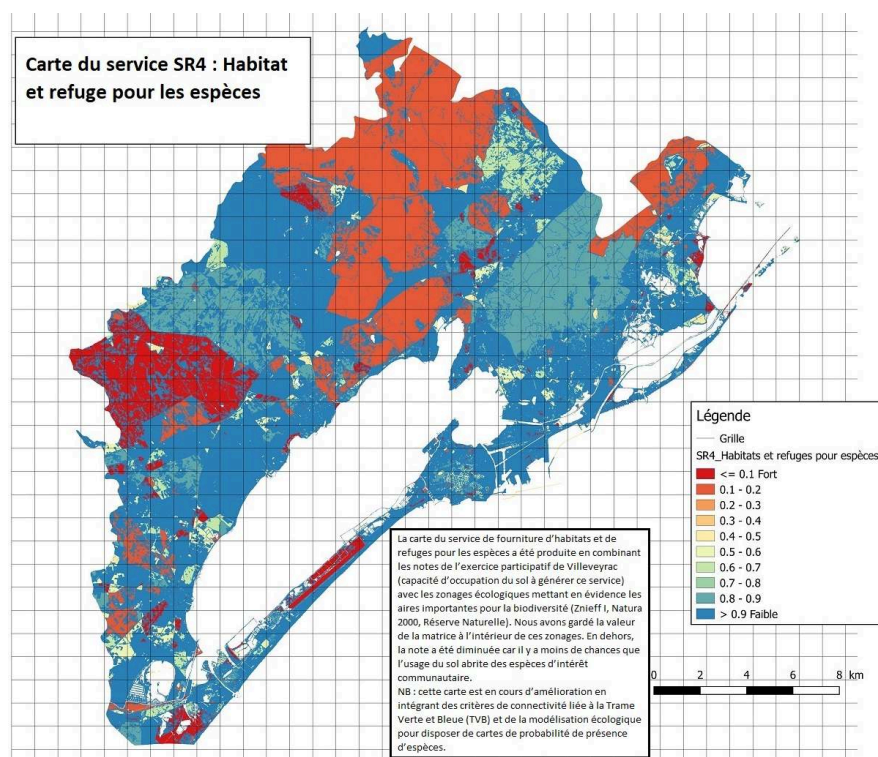 Carte du service SR4 : Habitat
et refuge pour les espèces
Légende
Grille
SR4_Habitats et refuges pour espèces
<= 0.1 Fort
0.1 - 0.2
0.2 - 0.3
0.3 - 0.4
0.4 - 0.5
0.5 - 0.6
0.6 - 0.7
0.7 - 0.8
0.8 - 0.9
> 0.9 Faible
La carte du service de fourniture d'habitats et de
refuges pour les espèces a été produite en combinant
les notes de l'exercice participatif de Villeveyrac
(capacité d'occupation du sol à générer ce service)
avec les zonages écologiques mettant en évidence les
aires importantes pour la biodiversité (Znieff I, Natura
2000, Réserve Naturelle). Nous avons gardé la valeur
de la matrice à l'intérieur de ces zonages. En dehors,
la note a été diminuée car il y a moins de chances que
l'usage du sol abrite des espèces d'intérêt
communautaire.
NB : cette carte est en cours d'amélioration en
intégrant des critères de connectivité liée à la Trame
Verte et Bleue (TVB) et de la modélisation écologique
pour disposer de cartes de probabilité de présence
d'espèces.
0 2 4 6 8 km